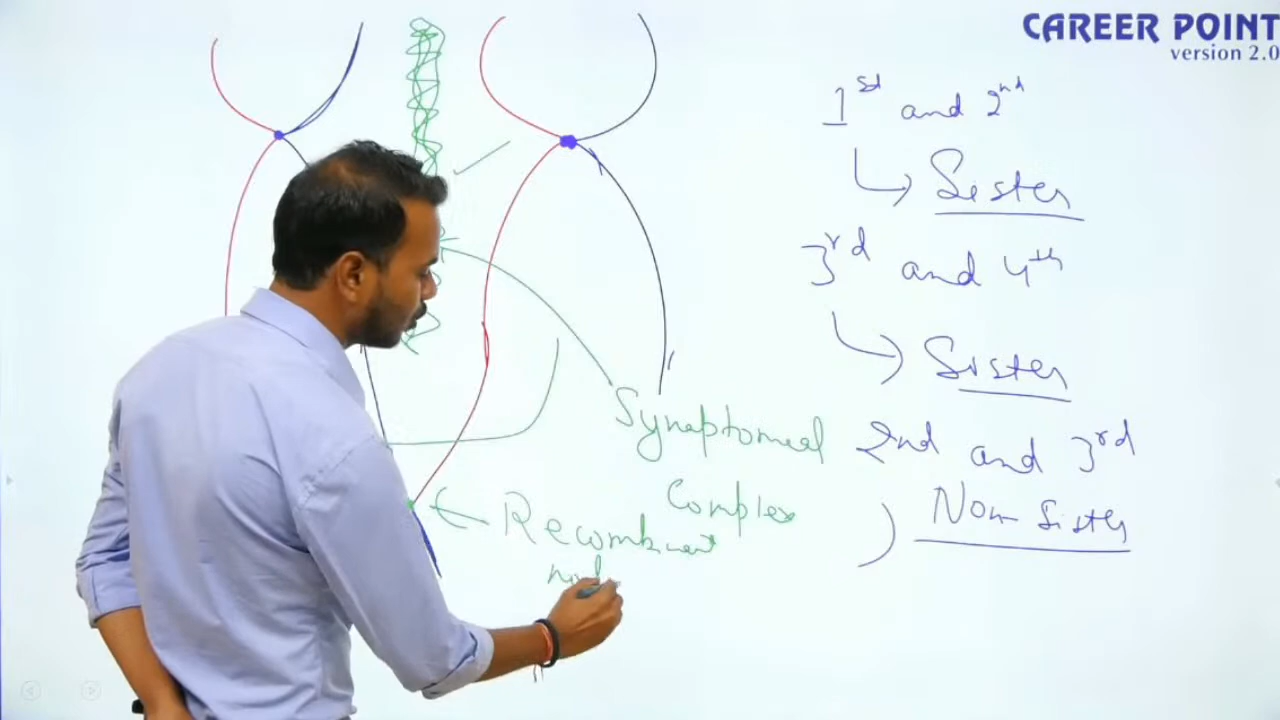 CAREER POINT
version 2.0
1st and 2nd
Sister
3rd and 4th
Sister
Synaptomeal
Complex
2nd and 3rd
Non Sister
Recombinant